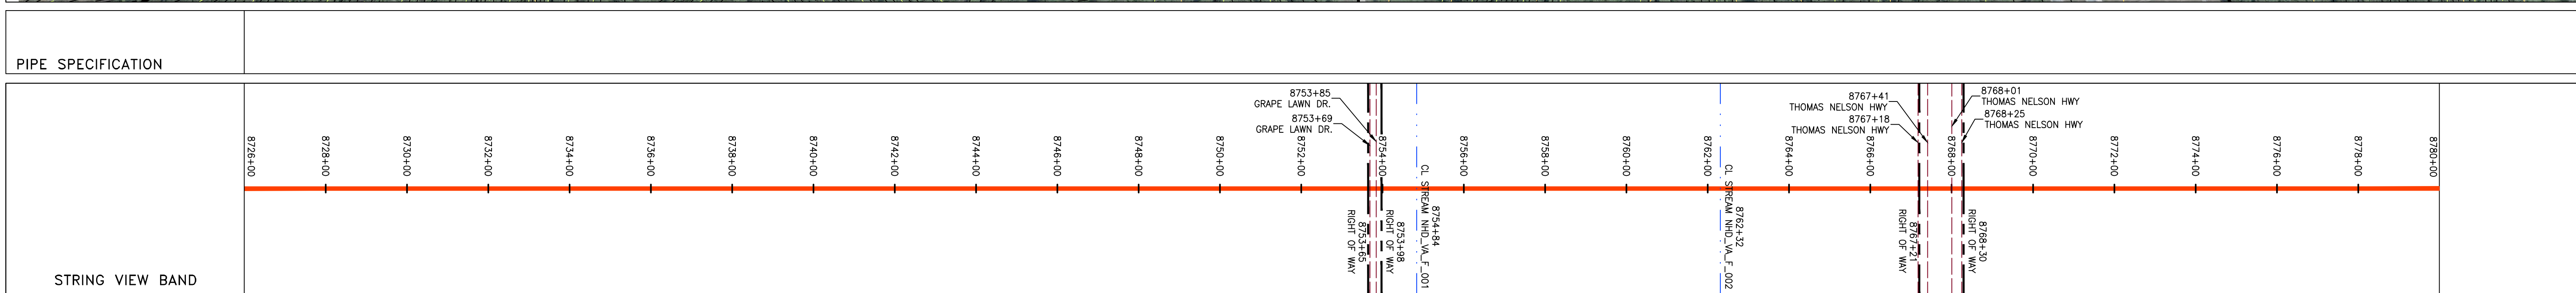 PIPE SPECIFICATION
STRING VIEW BAND
8726+00
8728+00
8730+00
8732+00
8734+00
8736+00
8738+00
8740+00
8742+00
8744+00
8746+00
8748+00
8750+00
8752+00
8753+85
GRAPE LAWN DR.
8753+69
GRAPE LAWN DR.
8753+65
RIGHT OF WAY
8754+00
8753+98
RIGHT OF WAY
8754+84
CL STREAM NHD_VA_F_001
8756+00
8758+00
8760+00
8762+00
8762+32
CL STREAM NHD_VA_F_002
8764+00
8766+00
8767+41
THOMAS NELSON HWY
8767+18
THOMAS NELSON HWY
8767+21
RIGHT OF WAY
8768+00
8768+01
THOMAS NELSON HWY
8768+25
THOMAS NELSON HWY
8768+30
RIGHT OF WAY
8770+00
8772+00
8774+00
8776+00
8778+00
8780+00